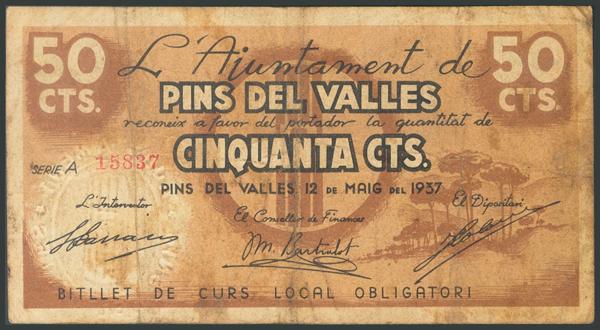 50 CTS.
50 CTS.
L'Ajuntament de
PINS DEL VALLES
reconeix a favor del portador la quantitat de
CINQUANTA CTS.
SERIE A 15837
PINS DEL VALLES 12 DE MAIG DEL 1937
L'Interventor
El Conseller de Finances
El Dipositari
M. Bartralot
BITLLET DE CURS LOCAL OBLIGATORI